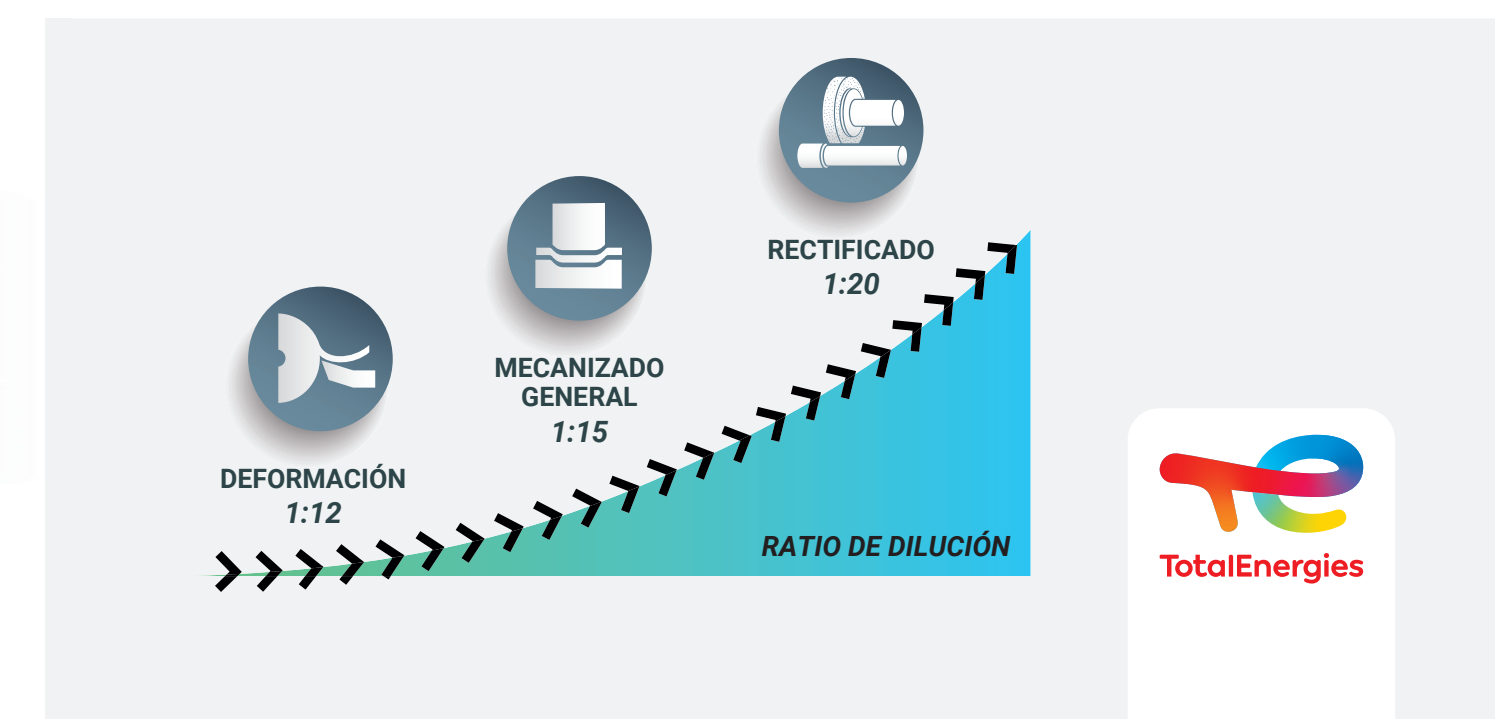 RECTIFICADO
1:20
MECANIZADO
GENERAL
1:15
DEFORMACIÓN
1:12
RATIO DE DILUCIÓN
TotalEnergies